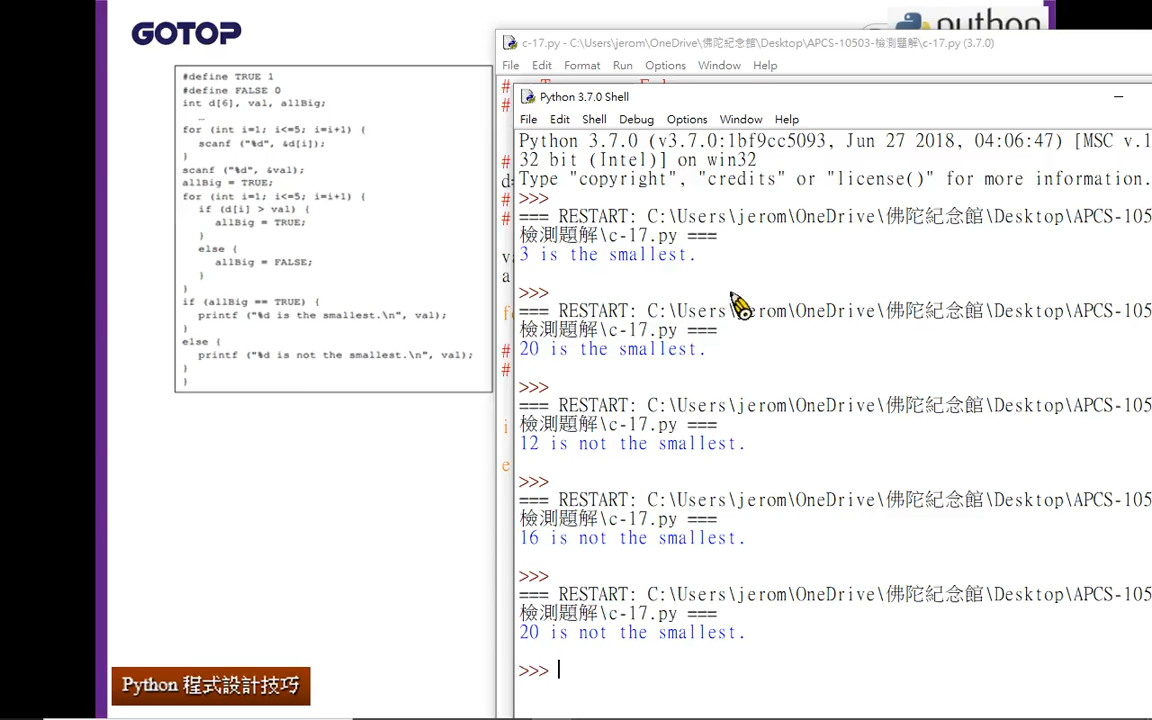 GOTOP
python
#define TRUE 1
#define FALSE 0
int d[6], val, allBig;
…
for (int i=1; i<=5; i=i+1) {
scanf ("%d", &d[i]);
}
scanf ("%d", &val);
allBig = TRUE;
for (int i=1; i<=5; i=i+1) {
if (d[i] > val) {
allBig = TRUE;
}
else {
allBig = FALSE;
}
}
if (allBig == TRUE) {
printf ("%d is the smallest.\n", val);
}
else {
printf ("%d is not the smallest.\n", val);
}
}
Python 程式設計技巧
c-17.py - C:\Users\jerom\OneDrive\佛陀紀念館\Desktop\APCS-10503-檢測題解\c-17.py (3.7.0)
File Edit Format Run Options Window Help
Python 3.7.0 Shell
File Edit Shell Debug Options Window Help
Python 3.7.0 (v3.7.0:1bf9cc5093, Jun 27 2018, 04:06:47) [MSC v.1
32 bit (Intel)] on win32
Type "copyright", "credits" or "license()" for more information.
>>>
=== RESTART: C:\Users\jerom\OneDrive\佛陀紀念館\Desktop\APCS-105
檢測題解\c-17.py ===
3 is the smallest.
>>>
=== RESTART: C:\Users\jerom\OneDrive\佛陀紀念館\Desktop\APCS-105
檢測題解\c-17.py ===
20 is the smallest.
>>>
=== RESTART: C:\Users\jerom\OneDrive\佛陀紀念館\Desktop\APCS-105
檢測題解\c-17.py ===
12 is not the smallest.
>>>
=== RESTART: C:\Users\jerom\OneDrive\佛陀紀念館\Desktop\APCS-105
檢測題解\c-17.py ===
16 is not the smallest.
>>>
=== RESTART: C:\Users\jerom\OneDrive\佛陀紀念館\Desktop\APCS-105
檢測題解\c-17.py ===
20 is not the smallest.
>>>